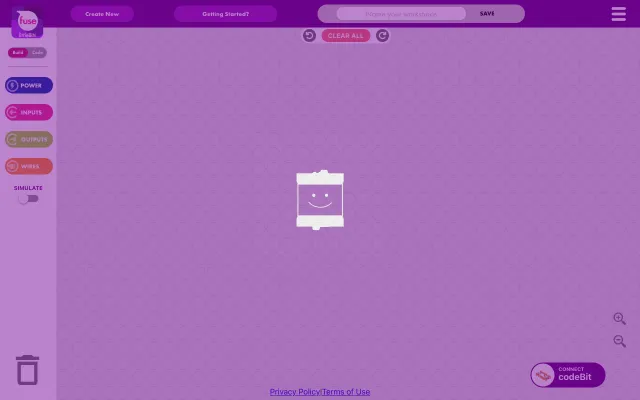 fuse
Create New
Getting Started?
SAVE
CLEAR ALL
Build Code
POWER
INPUTS
OUTPUTS
WIRES
SIMULATE
CONNECT
codeBit
Privacy Policy|Terms of Use